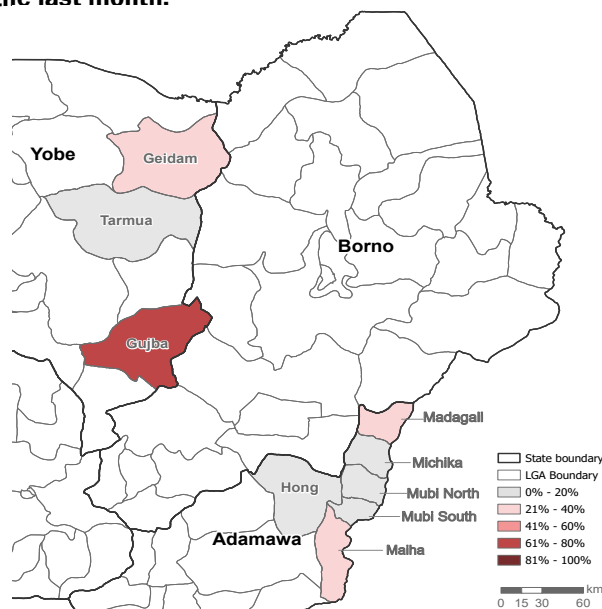 the last month.
Yobe
Geidam
Tarmua
Borno
Gujba
Madagali
Michika
Hong
Mubi North
Mubi South
Adamawa
Maiha
State boundary
LGA Boundary
0% - 20%
21% - 40%
41% - 60%
61% - 80%
81% - 100%
km
0 15 30 60